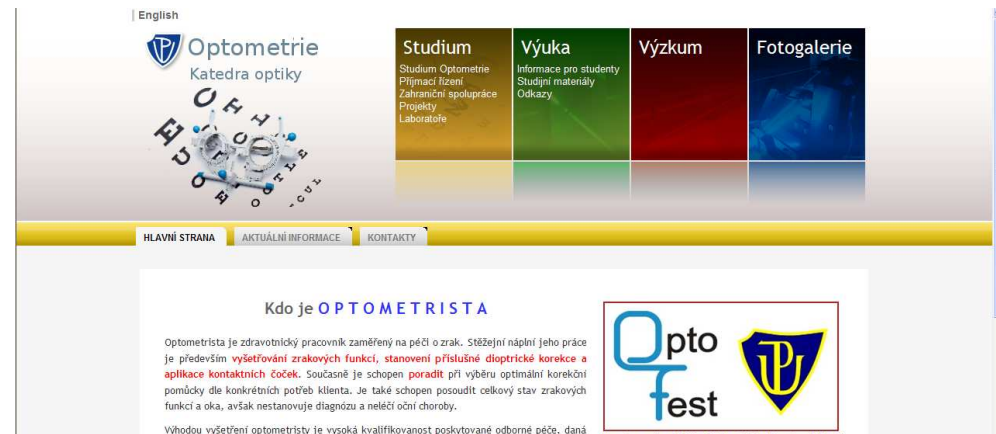 English
Optometrie
Katedra optiky
Studium
Studium Optometrie
Příjmací řízení
Zahraniční spolupráce
Projekty
Laboratoře
Výuka
Informace pro studenty
Studijní materiály
Odkazy
Výzkum
Fotogalerie
HLAVNÍ STRANA
AKTUÁLNÍ INFORMACE
KONTAKTY
Kdo je OPTOMETRISTA
Optometrista je zdravotnický pracovník zaměřený na péči o zrak. Stěžejní náplní jeho práce
je především vyšetřování zrakových funkcí, stanovení příslušné dioptrické korekce a
aplikace kontaktních čoček. Současně je schopen poradit při výběru optimální korekční
pomůcky dle konkrétních potřeb klienta. Je také schopen posoudit celkový stav zrakových
funkcí a oka, avšak nestanovuje diagnózu a neléčí oční choroby.
Výhodou vyšetření optometristy je vysoká kvalifikovanost poskytované odborné péče, daná
Opto
fest